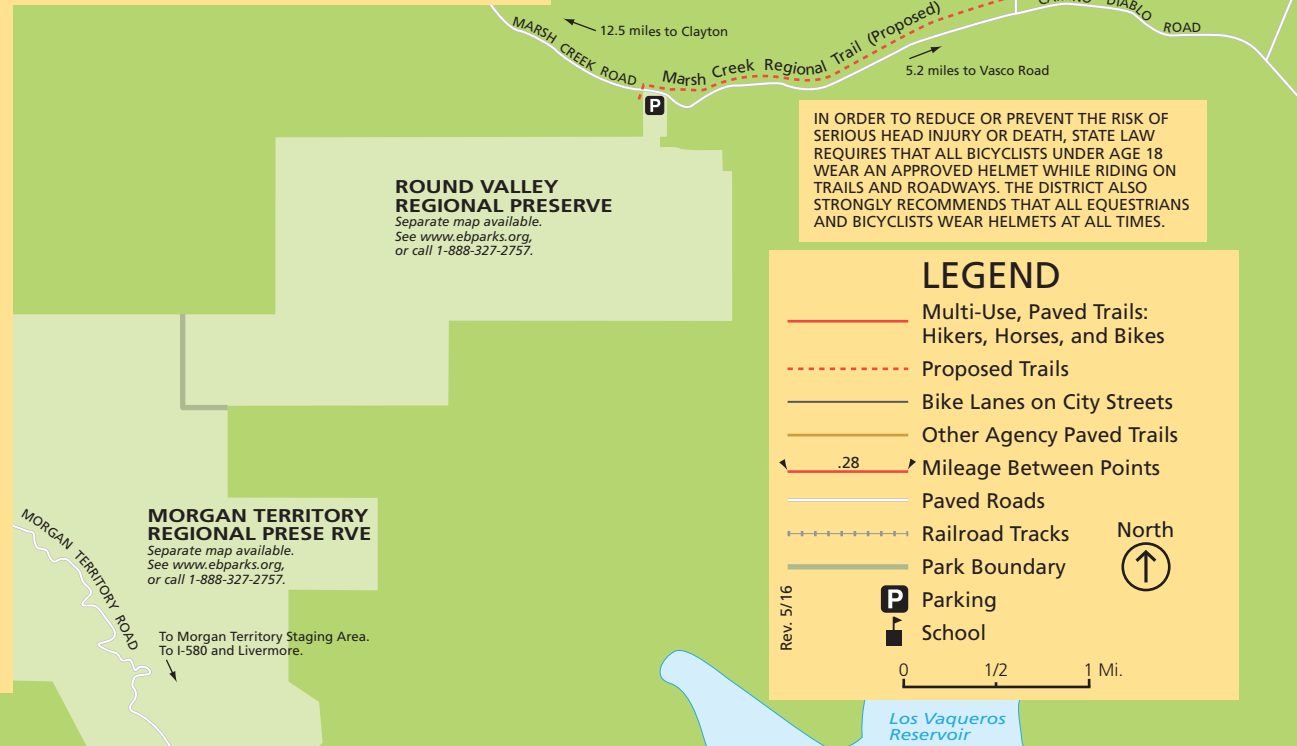 12.5 miles to Clayton
MARSH CREEK ROAD
Marsh Creek Regional Trail (Proposed)
DIABLO
ROAD
5.2 miles to Vasco Road
P
IN ORDER TO REDUCE OR PREVENT THE RISK OF
SERIOUS HEAD INJURY OR DEATH, STATE LAW
REQUIRES THAT ALL BICYCLISTS UNDER AGE 18
WEAR AN APPROVED HELMET WHILE RIDING ON
TRAILS AND ROADWAYS. THE DISTRICT ALSO
STRONGLY RECOMMENDS THAT ALL EQUESTRIANS
AND BICYCLISTS WEAR HELMETS AT ALL TIMES.
ROUND VALLEY
REGIONAL PRESERVE
Separate map available.
See www.ebparks.org,
or call 1-888-327-2757.
LEGEND
Multi-Use, Paved Trails:
Hikers, Horses, and Bikes
Proposed Trails
Bike Lanes on City Streets
Other Agency Paved Trails
.28
Mileage Between Points
Paved Roads
Railroad Tracks
Park Boundary
P Parking
School
North
Rev. 5/16
0 1/2 1 Mi.
MORGAN TERRITORY
REGIONAL PRESE RVE
Separate map available.
See www.ebparks.org,
or call 1-888-327-2757.
MORGAN TERRITORY ROAD
To Morgan Territory Staging Area.
To I-580 and Livermore.
Los Vaqueros
Reservoir